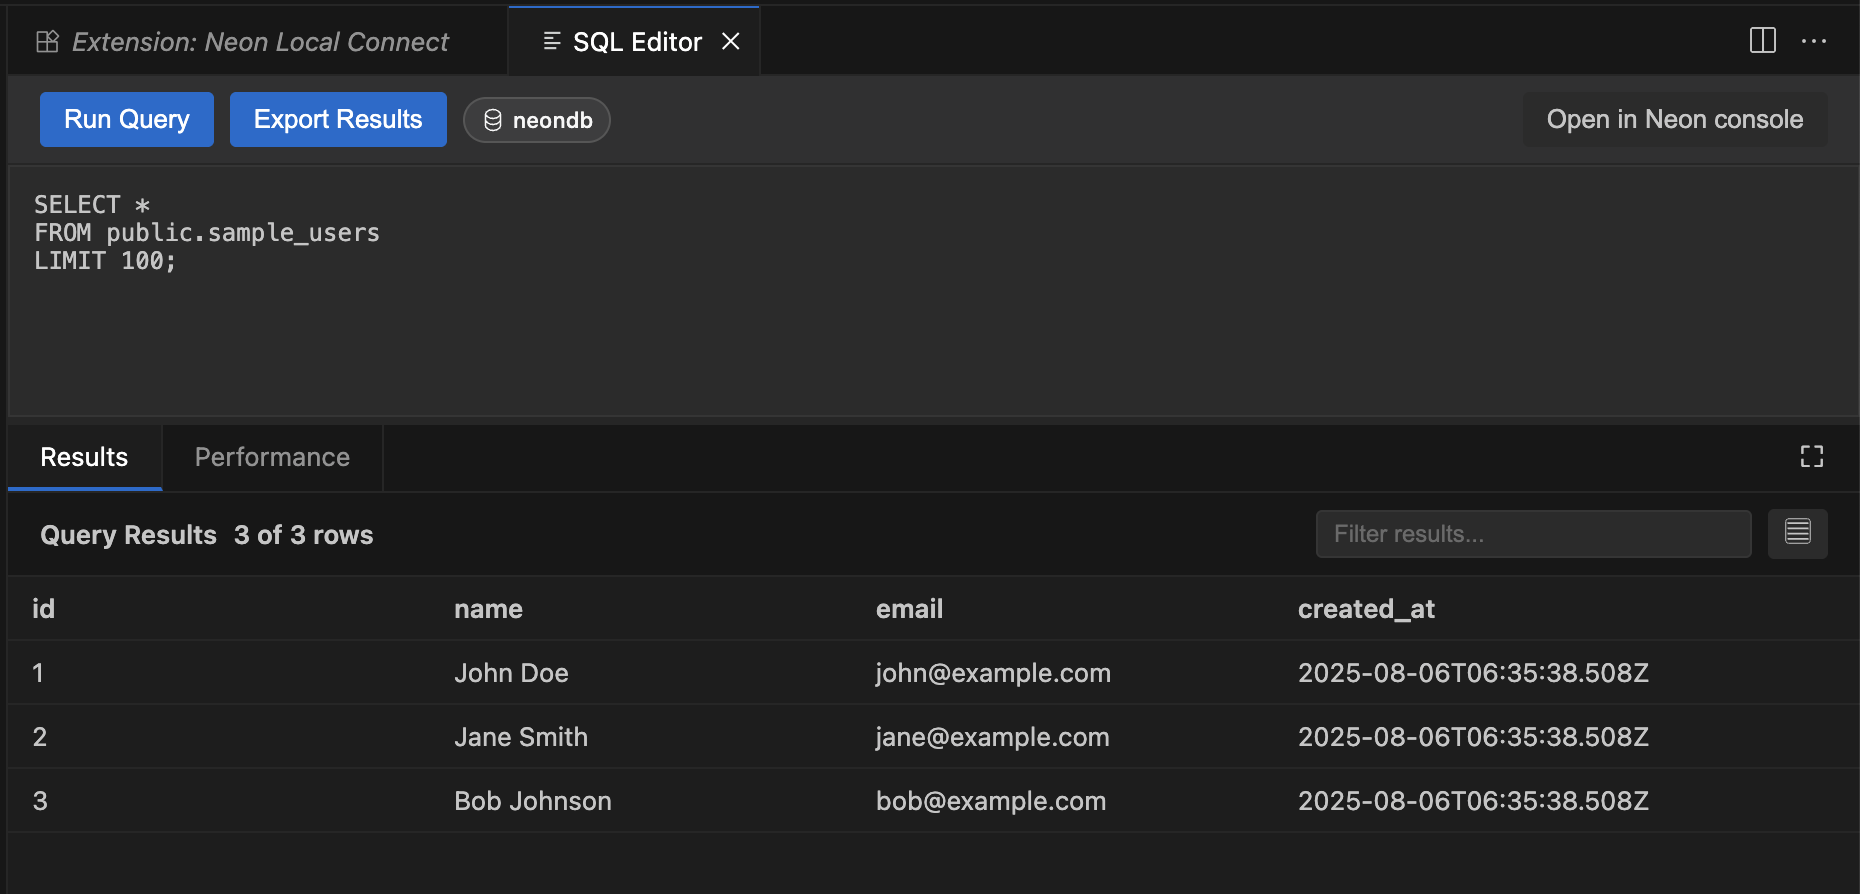 Extension: Neon Local Connect SQL Editor
Run Query Export Results neondb Open in Neon console
SELECT *
FROM public.sample_users
LIMIT 100;
Results Performance
Query Results 3 of 3 rows Filter results...
id name email created_at
1 John Doe john@example.com 2025-08-06T06:35:38.508Z
2 Jane Smith jane@example.com 2025-08-06T06:35:38.508Z
3 Bob Johnson bob@example.com 2025-08-06T06:35:38.508Z